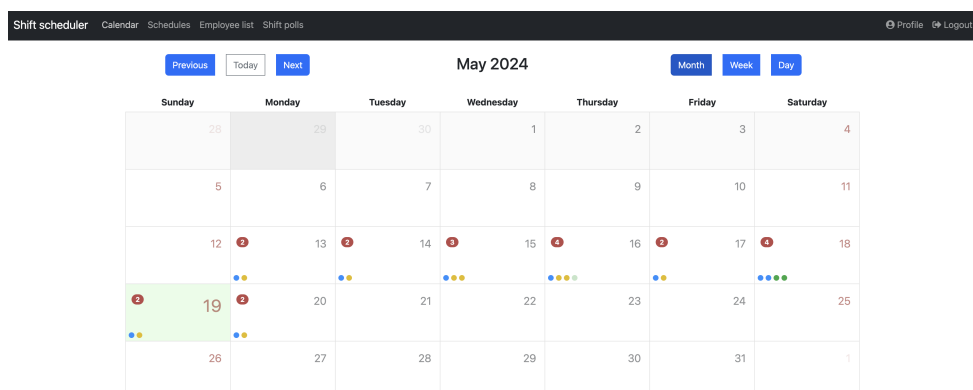 Shift scheduler Calendar Schedules Employee list Shift polls Profile Logout
Previous Today Next May 2024 Month Week Day
Sunday Monday Tuesday Wednesday Thursday Friday Saturday
28 29 30 1 2 3 4
5 6 7 8 9 10 11
12 2 13 2 14 3 15 4 16 2 17 4 18
2 19 2 20 21 22 23 24 25
26 27 28 29 30 31 1